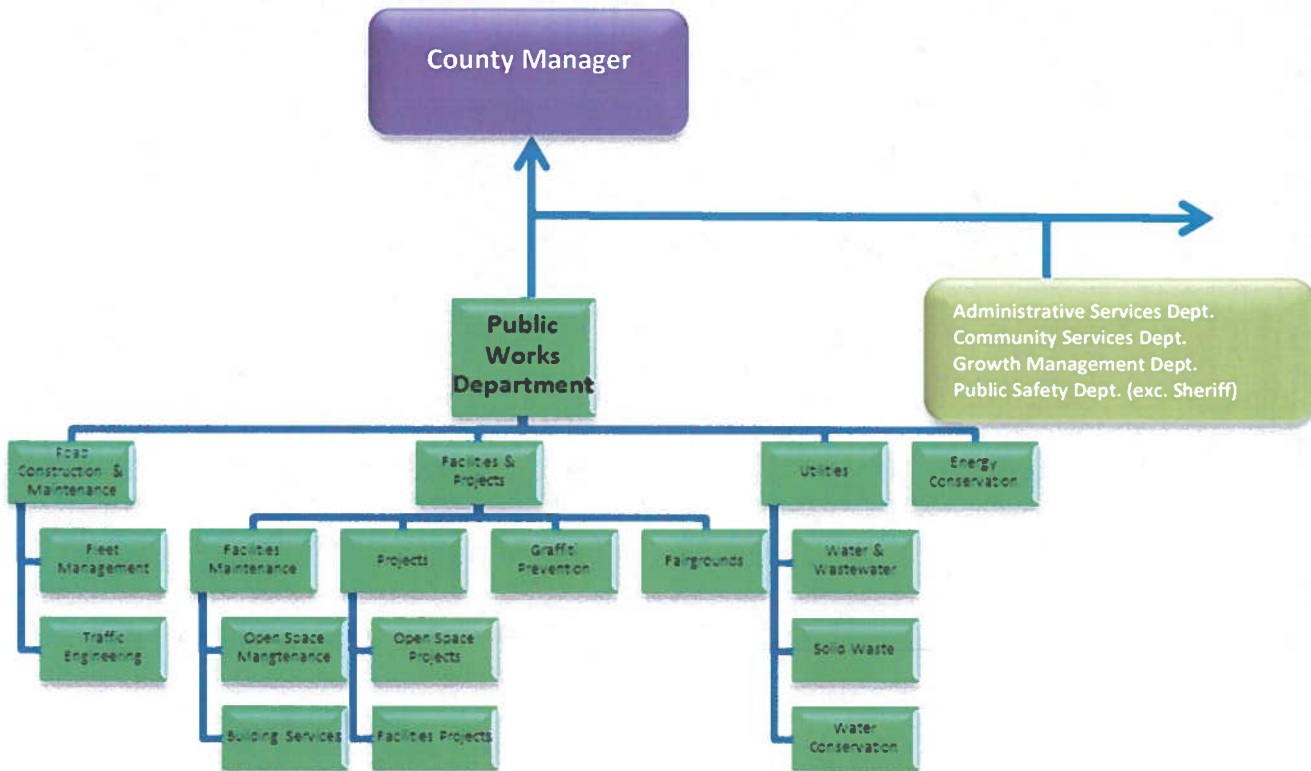 County Manager
Administrative Services Dept.
Community Services Dept.
Growth Management Dept.
Public Safety Dept. (exc. Sheriff)
Public
Works
Department
Road
Construction &
Maintenance
Facilities &
Projects
Utilities
Energy
Conservation
Fleet
Management
Facilities
Maintenance
Projects
Graffiti
Prevention
Fairgrounds
Water &
Wastewater
Traffic
Engineering
Open Space
Mangtenance
Open Space
Projects
Solid Waste
Building Services
Facilities Projects
Water
Conservation